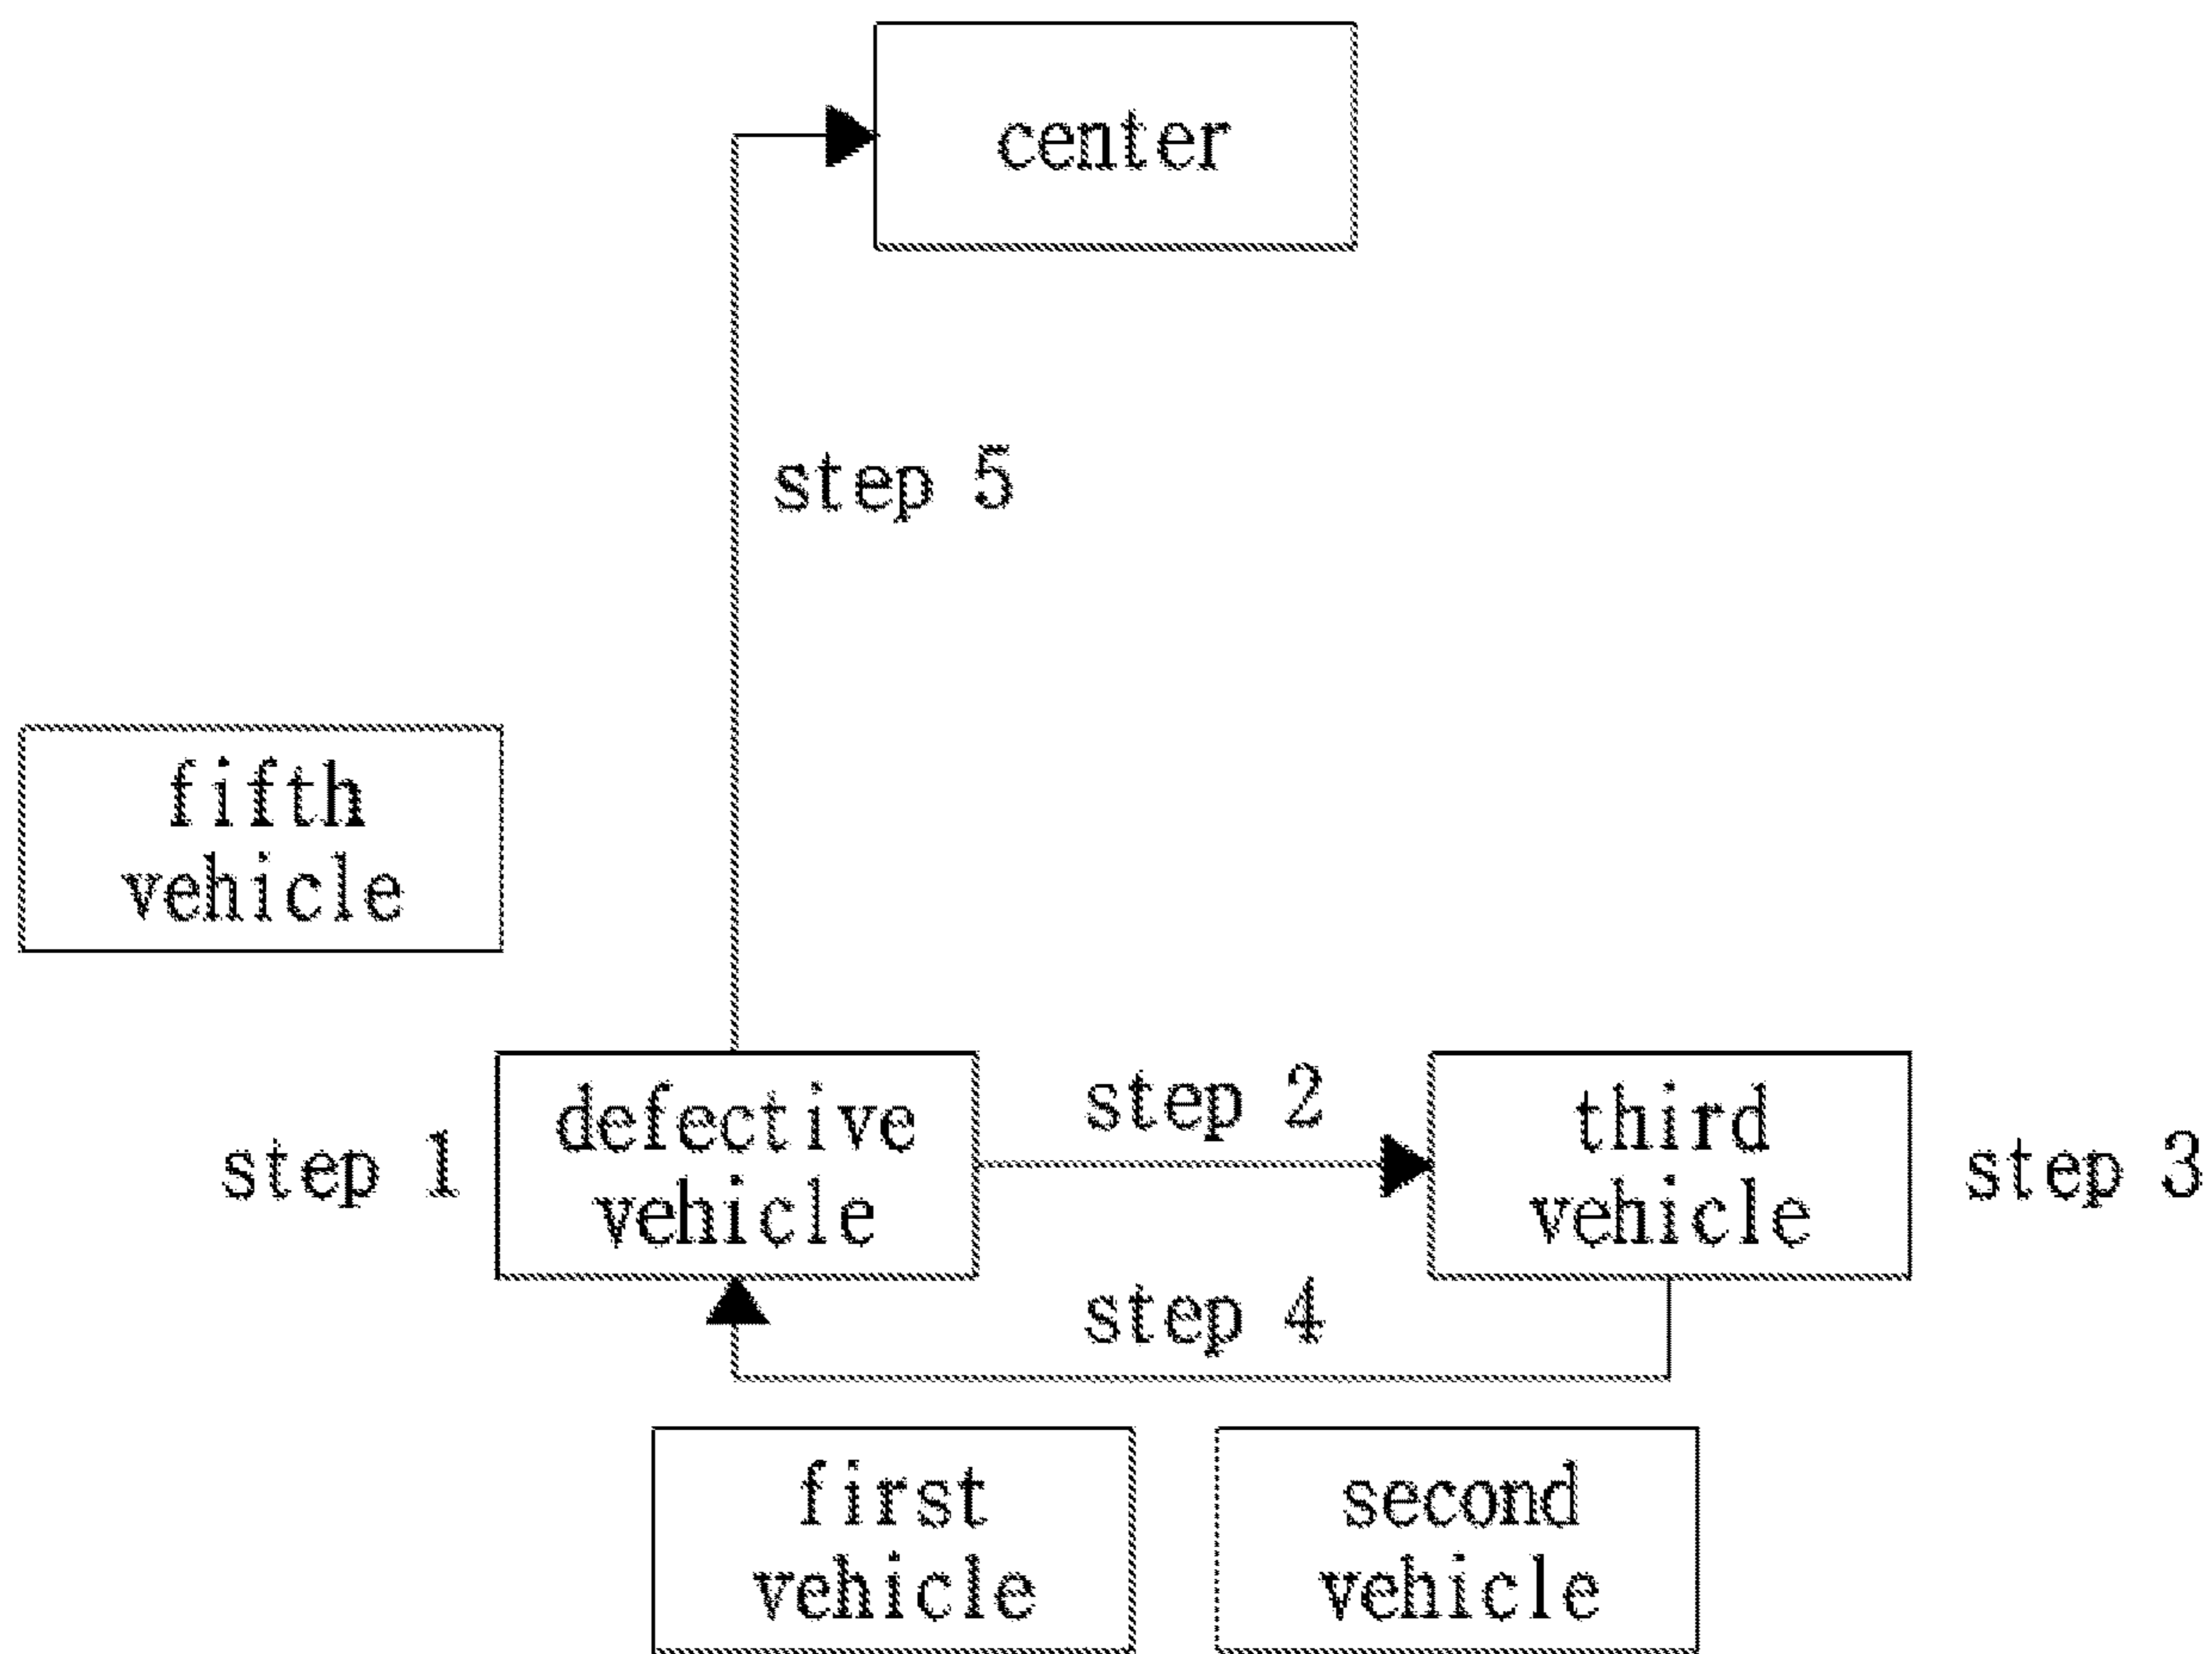 center
step 5
fifth
vehicle
step 1
defective
vehicle
step 2
third
vehicle
step 3
step 4
first
vehicle
second
vehicle